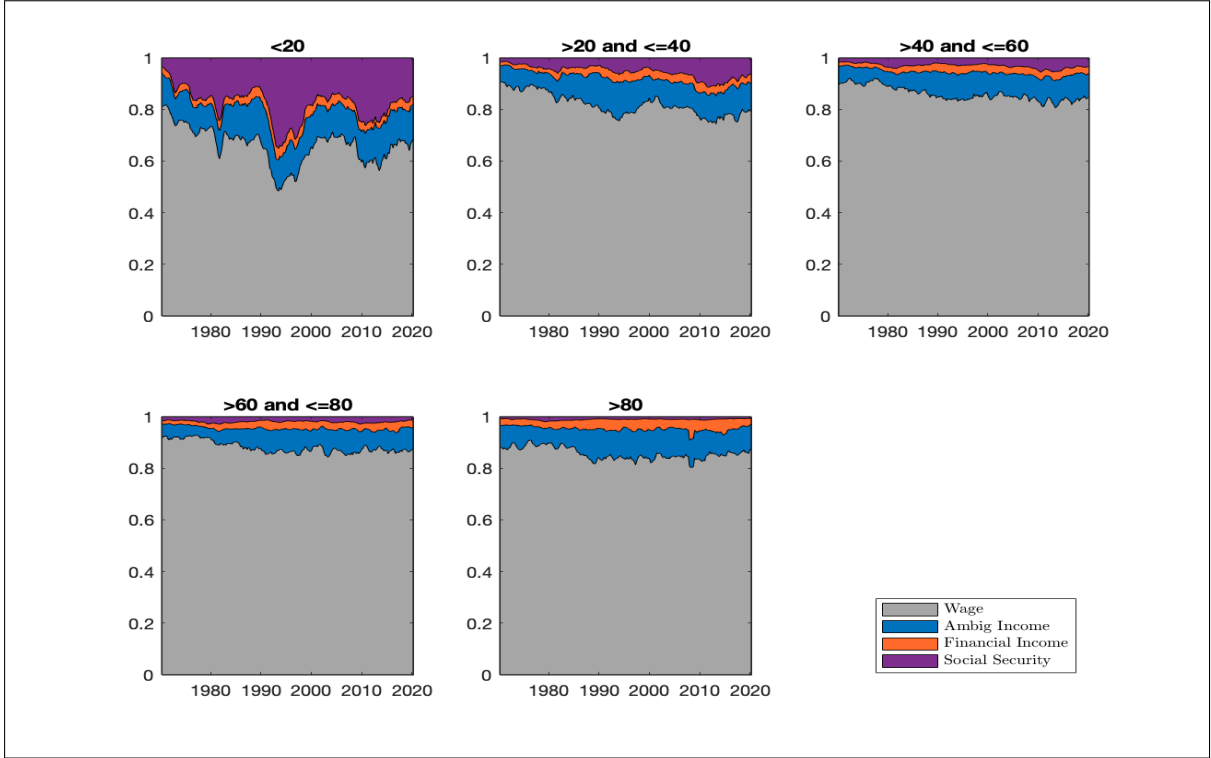 <20
>20 and <=40
>40 and <=60
1
0.8
0.6
0.4
0.2
0
1980 1990 2000 2010 2020
1
0.8
0.6
0.4
0.2
0
1980 1990 2000 2010 2020
1
0.8
0.6
0.4
0.2
0
1980 1990 2000 2010 2020
>60 and <=80
>80
1
0.8
0.6
0.4
0.2
0
1980 1990 2000 2010 2020
1
0.8
0.6
0.4
0.2
0
1980 1990 2000 2010 2020
Wage
Ambig Income
Financial Income
Social Security